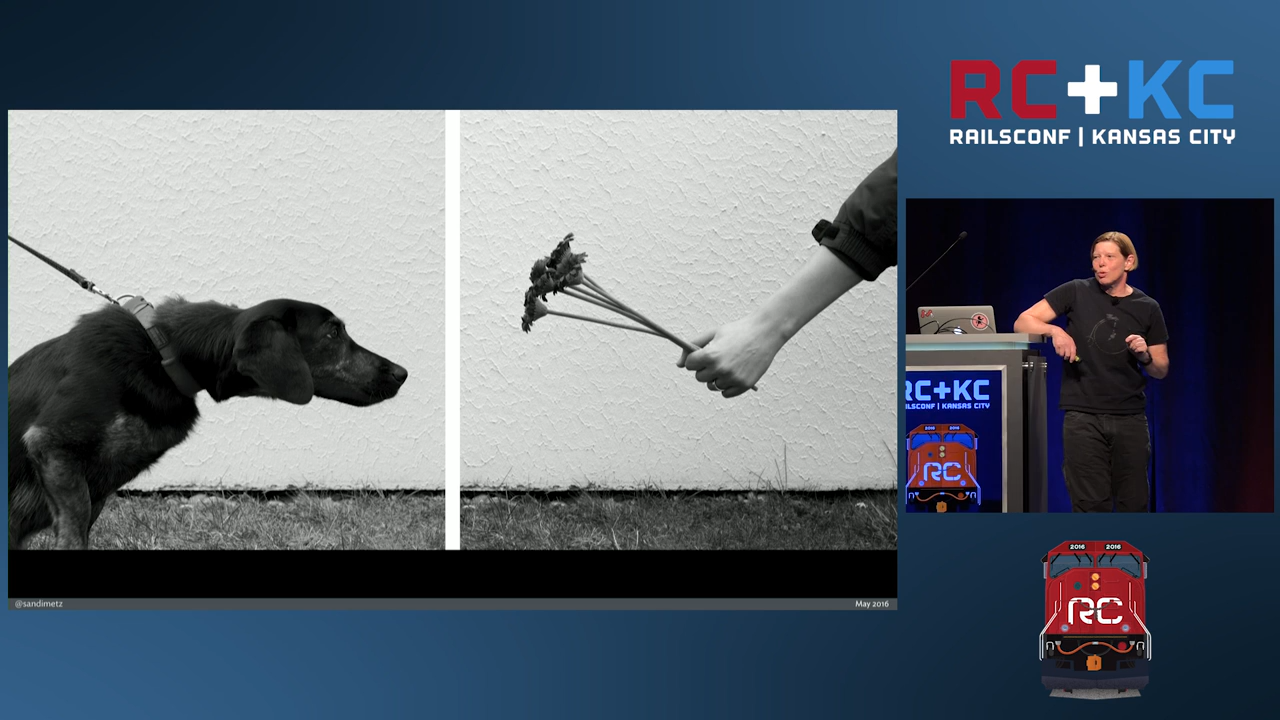 RC+KC
RAILSCONF | KANSAS CITY
RC+KC
RAILSCONF | KANSAS CITY
2016 2016
RC
@sandimetz
May 2016
2016 2016
RC